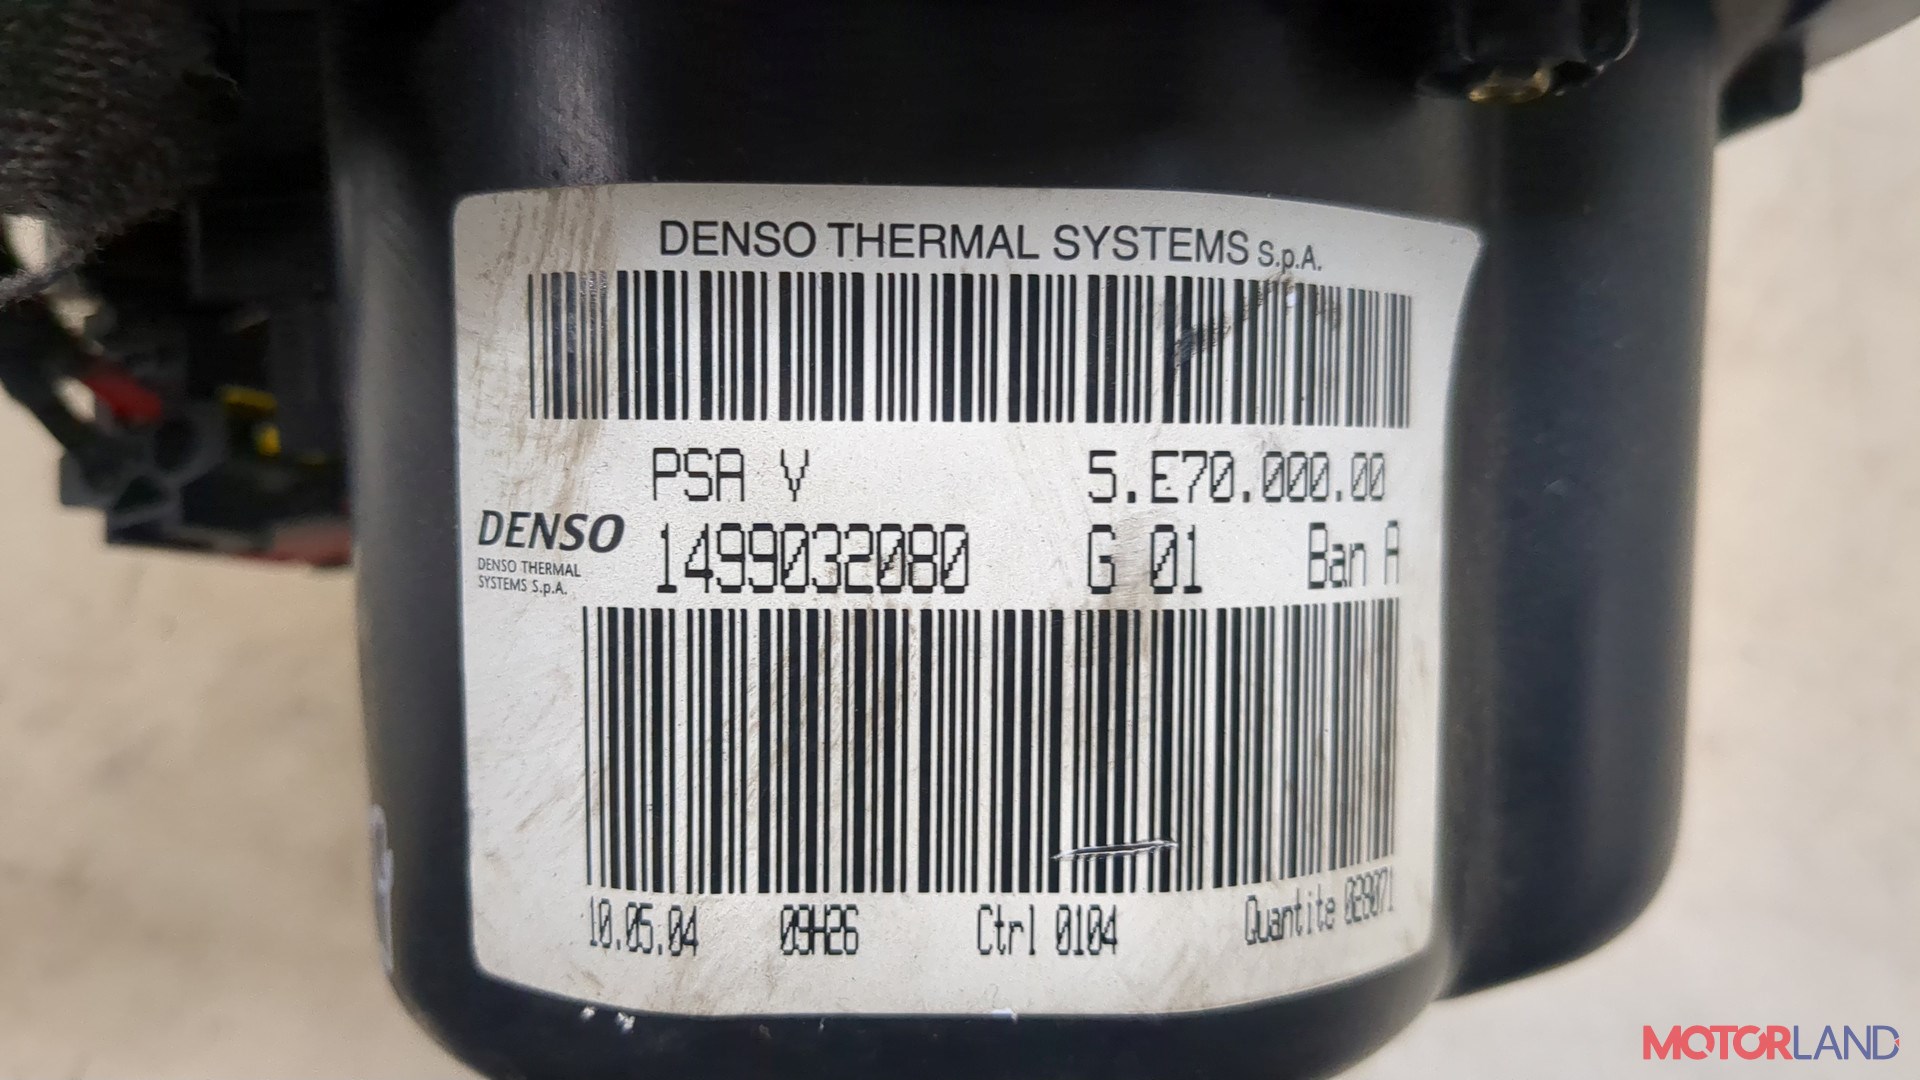 DENSO THERMAL SYSTEMS S.p.A.
PSA V 5.E70.000.00
DENSO
DENSO THERMAL
SYSTEMS S.p.A.
1499032080 G 01 Ban A
10.05.04 09H26 Ctrl 0104 Quantite 029071
MOTORLAND